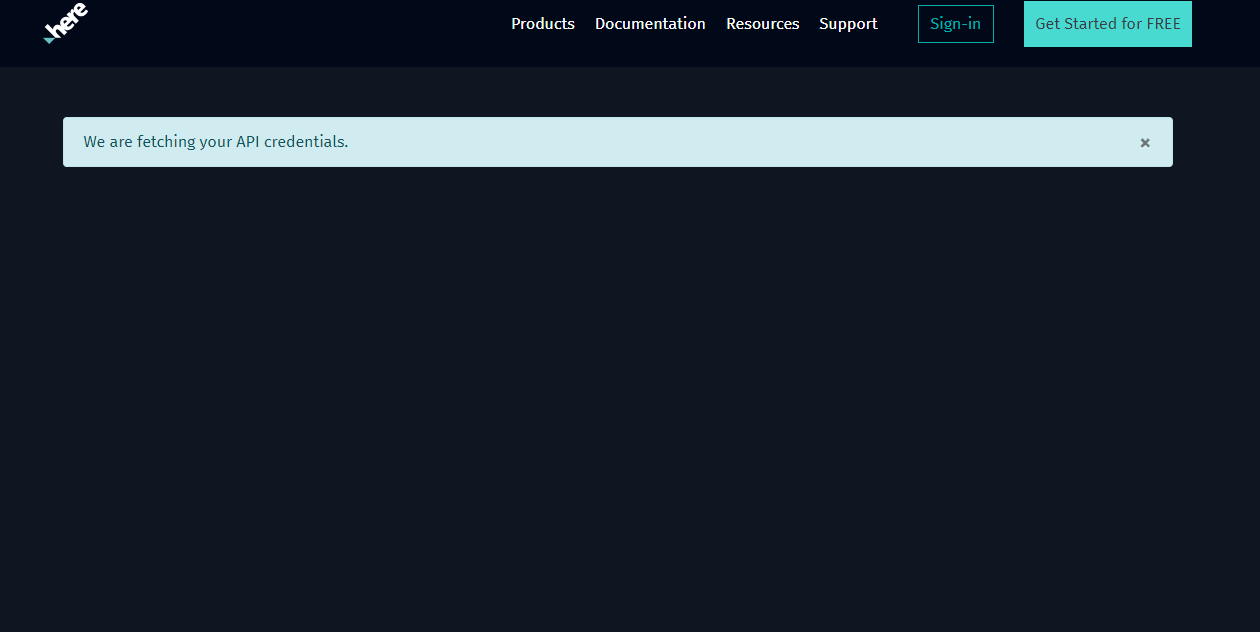 here
Products Documentation Resources Support Sign-in Get Started for FREE
We are fetching your API credentials. ×